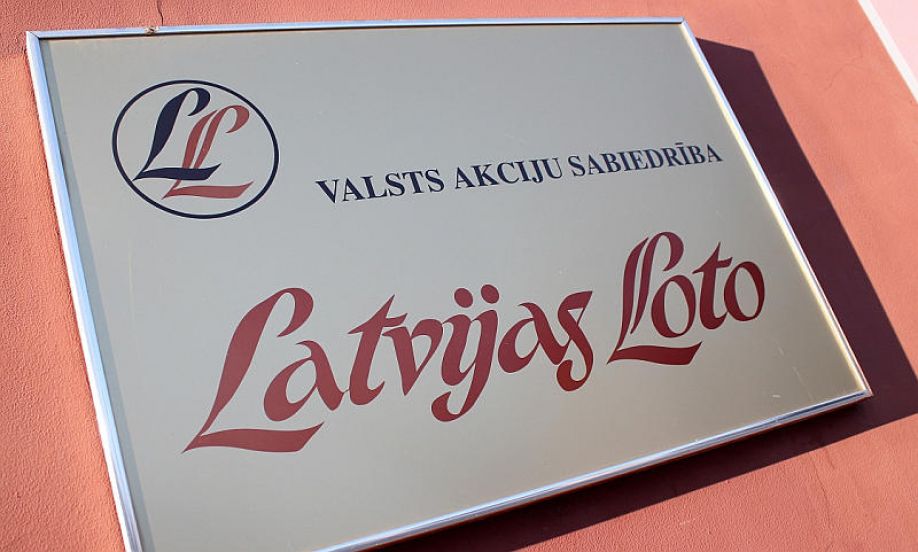 LL
VALSTS AKCIJU SABIEDRĪBA
Latvijas Loto